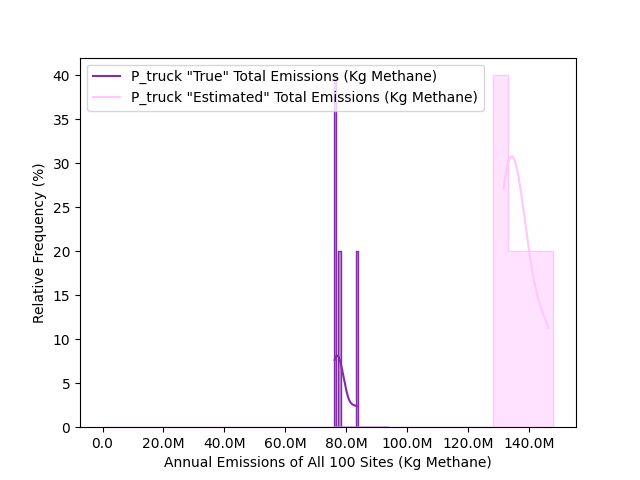 P_truck "True" Total Emissions (Kg Methane)
P_truck "Estimated" Total Emissions (Kg Methane)
40
35
30
25
20
15
10
5
0
Relative Frequency (%)
0.0 20.0M 40.0M 60.0M 80.0M 100.0M 120.0M 140.0M
Annual Emissions of All 100 Sites (Kg Methane)